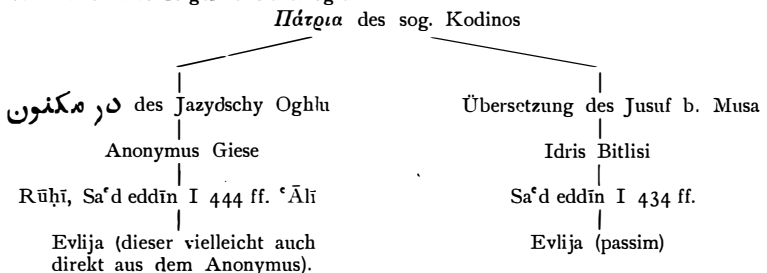 Πάτρια des sog. Kodinos
در مكنون des Jazydschy Oghlu
Übersetzung des Jusuf b. Musa
Anonymus Giese
Idris Bitlisi
Rūḥī, Saʿd eddīn I 444 ff. ʿĀlī
Saʿd eddīn I 434 ff.
Evlija (dieser vielleicht auch
direkt aus dem Anonymus).
Evlija (passim)